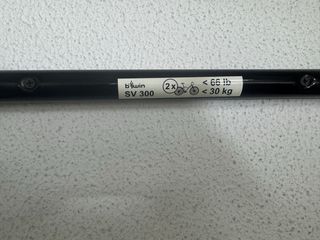 b'twin
SV 300
2x
< 66 lb
< 30 kg